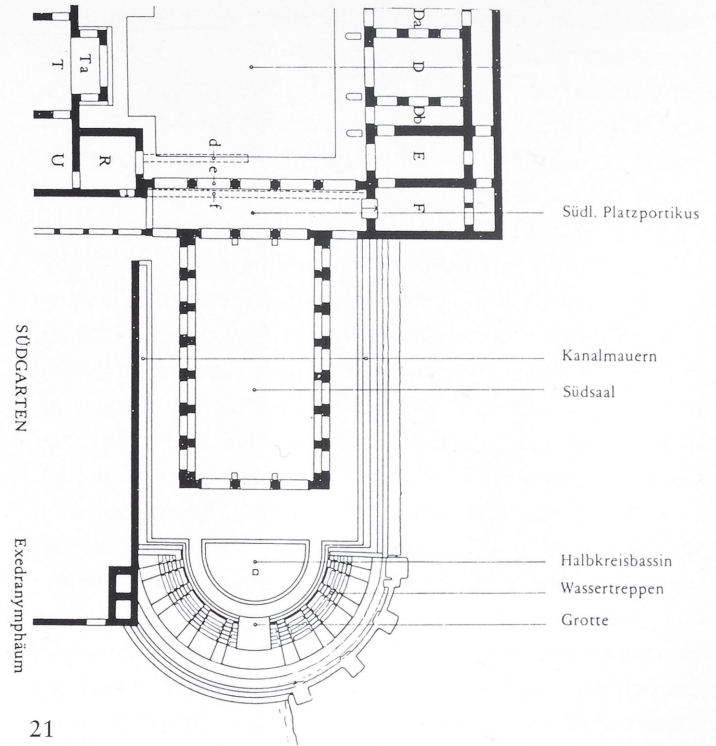 Da
D
Db
E
F
T
Ta
U
R
d
e
f
Südl. Platzportikus
Kanalmauern
Südsaal
Halbkreisbassin
Wassertreppen
Grotte
SÜDGARTEN
Exedranymphäum
21